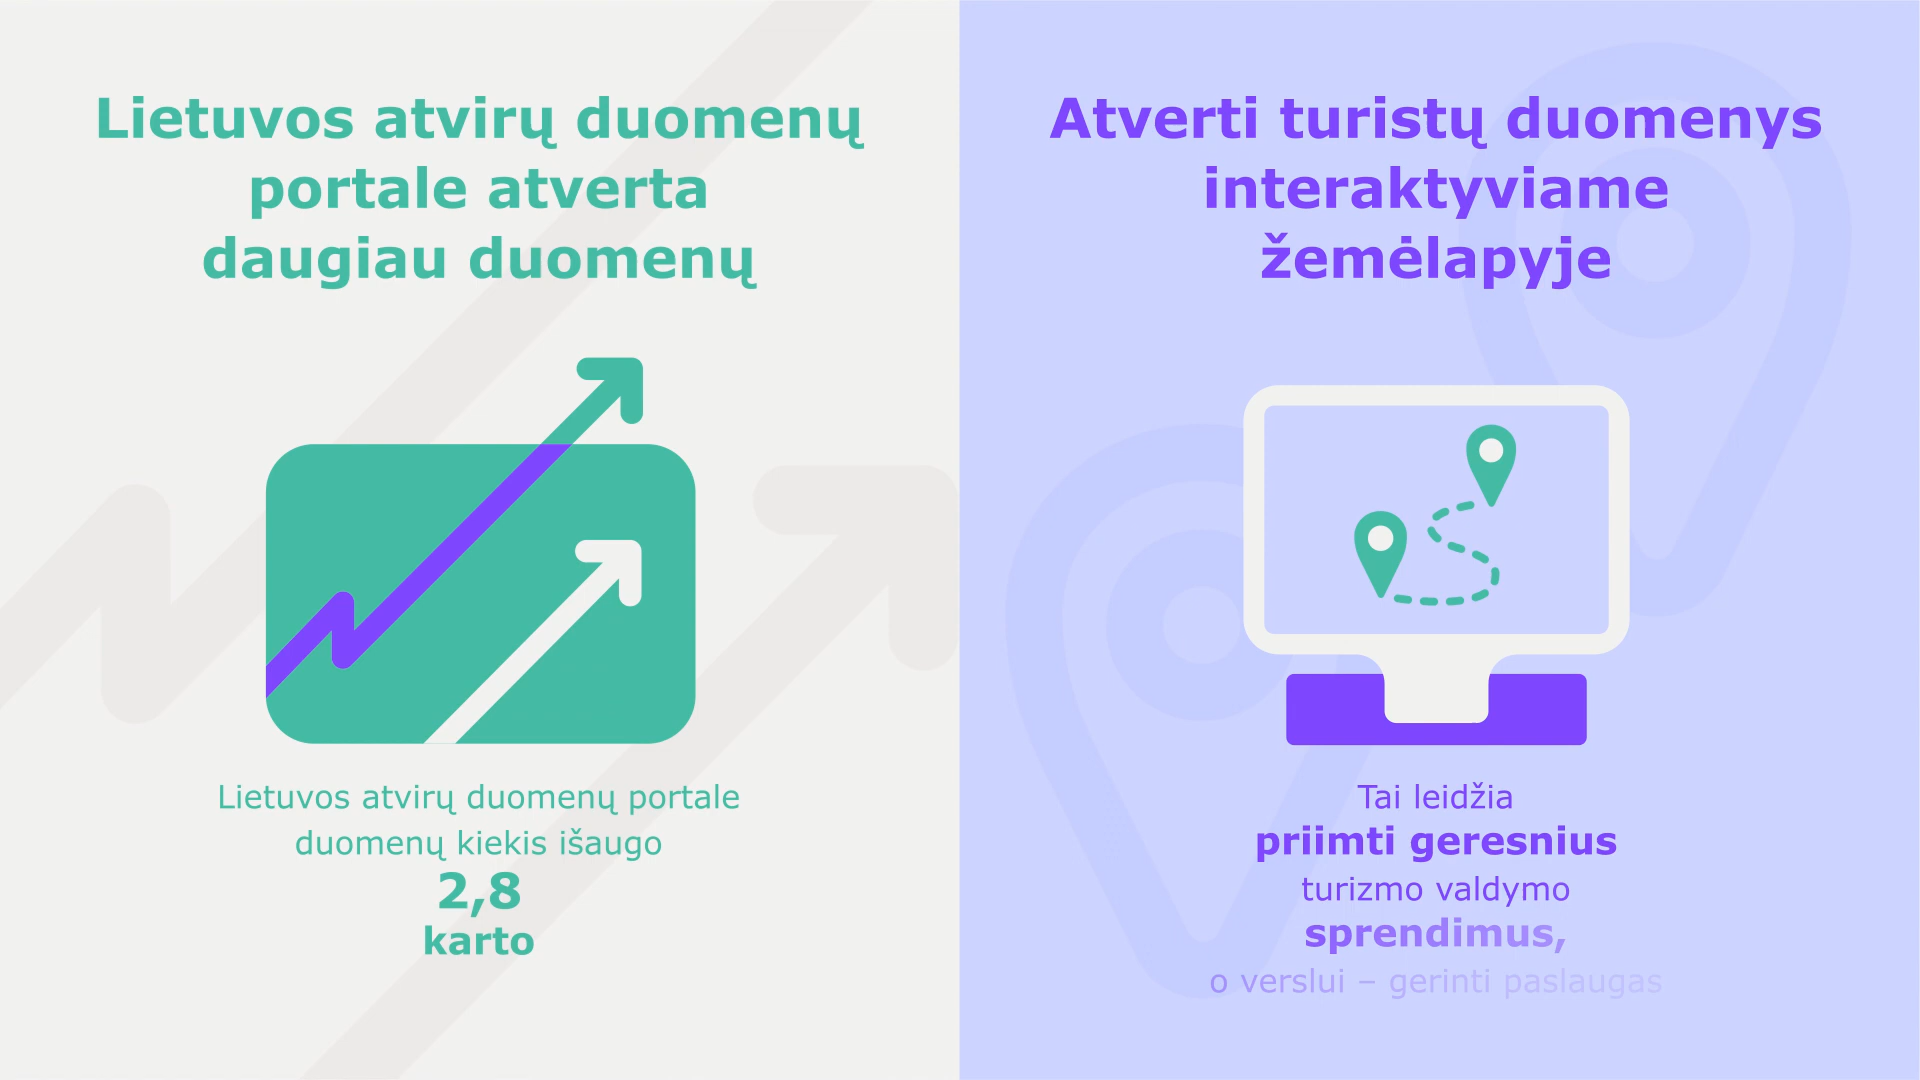 Lietuvos atvirų duomenų
portale atverta
daugiau duomenų
Lietuvos atvirų duomenų portale
duomenų kiekis išaugo
2,8
karto
Atverti turistų duomenys
interaktyviame
žemėlapyje
Tai leidžia
priimti geresnius
turizmo valdymo
sprendimus,
o verslui – gerinti paslaugas